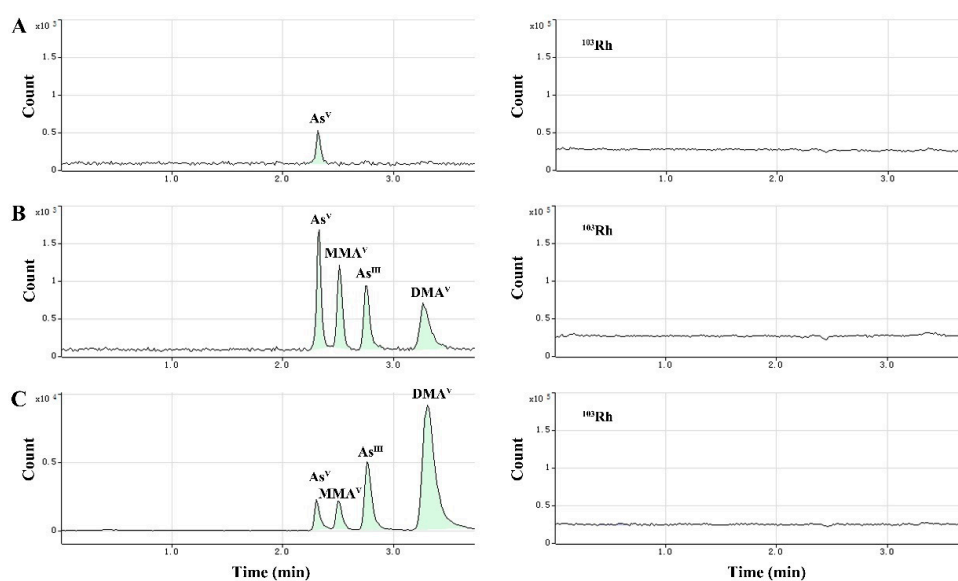 A
x10 3
1.5
1
0.5
0
Count
As^V
1.0 2.0 3.0
x10 5
1.5
1
0.5
0
Count
¹⁰³Rh
1.0 2.0 3.0
B
x10 3
1.5
1
0.5
0
Count
As^V
MMA^V
As^III
DMA^V
1.0 2.0 3.0
x10 5
1.5
1
0.5
0
Count
¹⁰³Rh
1.0 2.0 3.0
C
x10 4
1
0.5
0
Count
As^V
MMA^V
As^III
DMA^V
1.0 2.0 3.0
Time (min)
x10 5
1.5
1
0.5
0
Count
¹⁰³Rh
1.0 2.0 3.0
Time (min)